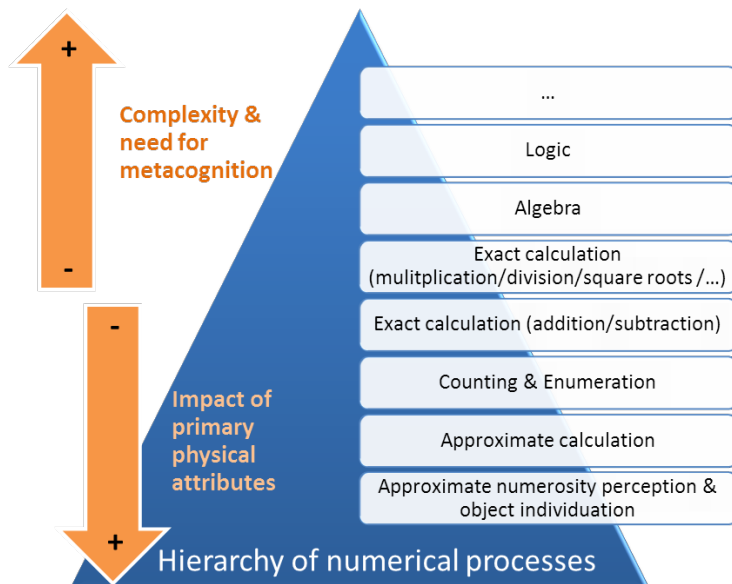 +
Complexity &
need for
metacognition
-
-
Impact of
primary
physical
attributes
+
...
Logic
Algebra
Exact calculation
(mulitplication/division/square roots /...)
Exact calculation (addition/subtraction)
Counting & Enumeration
Approximate calculation
Approximate numerosity perception &
object individuation
Hierarchy of numerical processes